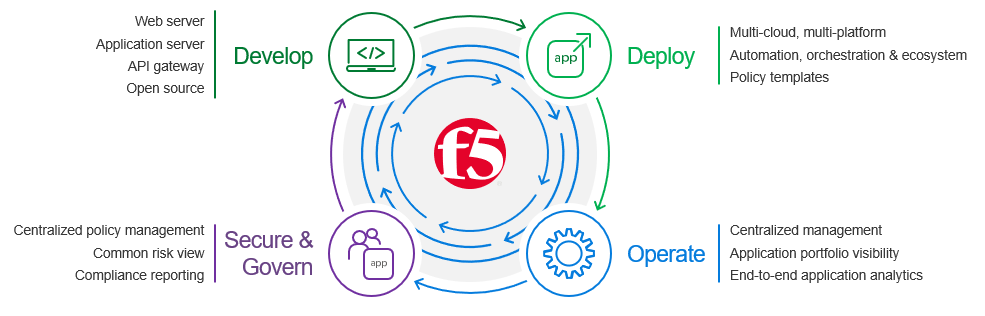 Web server
Application server
API gateway
Open source
Develop
</>
app
Deploy
Multi-cloud, multi-platform
Automation, orchestration & ecosystem
Policy templates
f5
Centralized policy management
Common risk view
Compliance reporting
Secure &
Govern
app
Operate
Centralized management
Application portfolio visibility
End-to-end application analytics